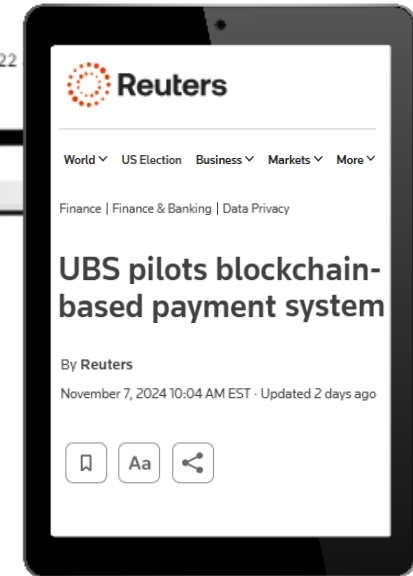 22
Reuters
World US Election Business Markets More
Finance | Finance & Banking | Data Privacy
UBS pilots blockchain-
based payment system
By Reuters
November 7, 2024 10:04 AM EST · Updated 2 days ago
Aa